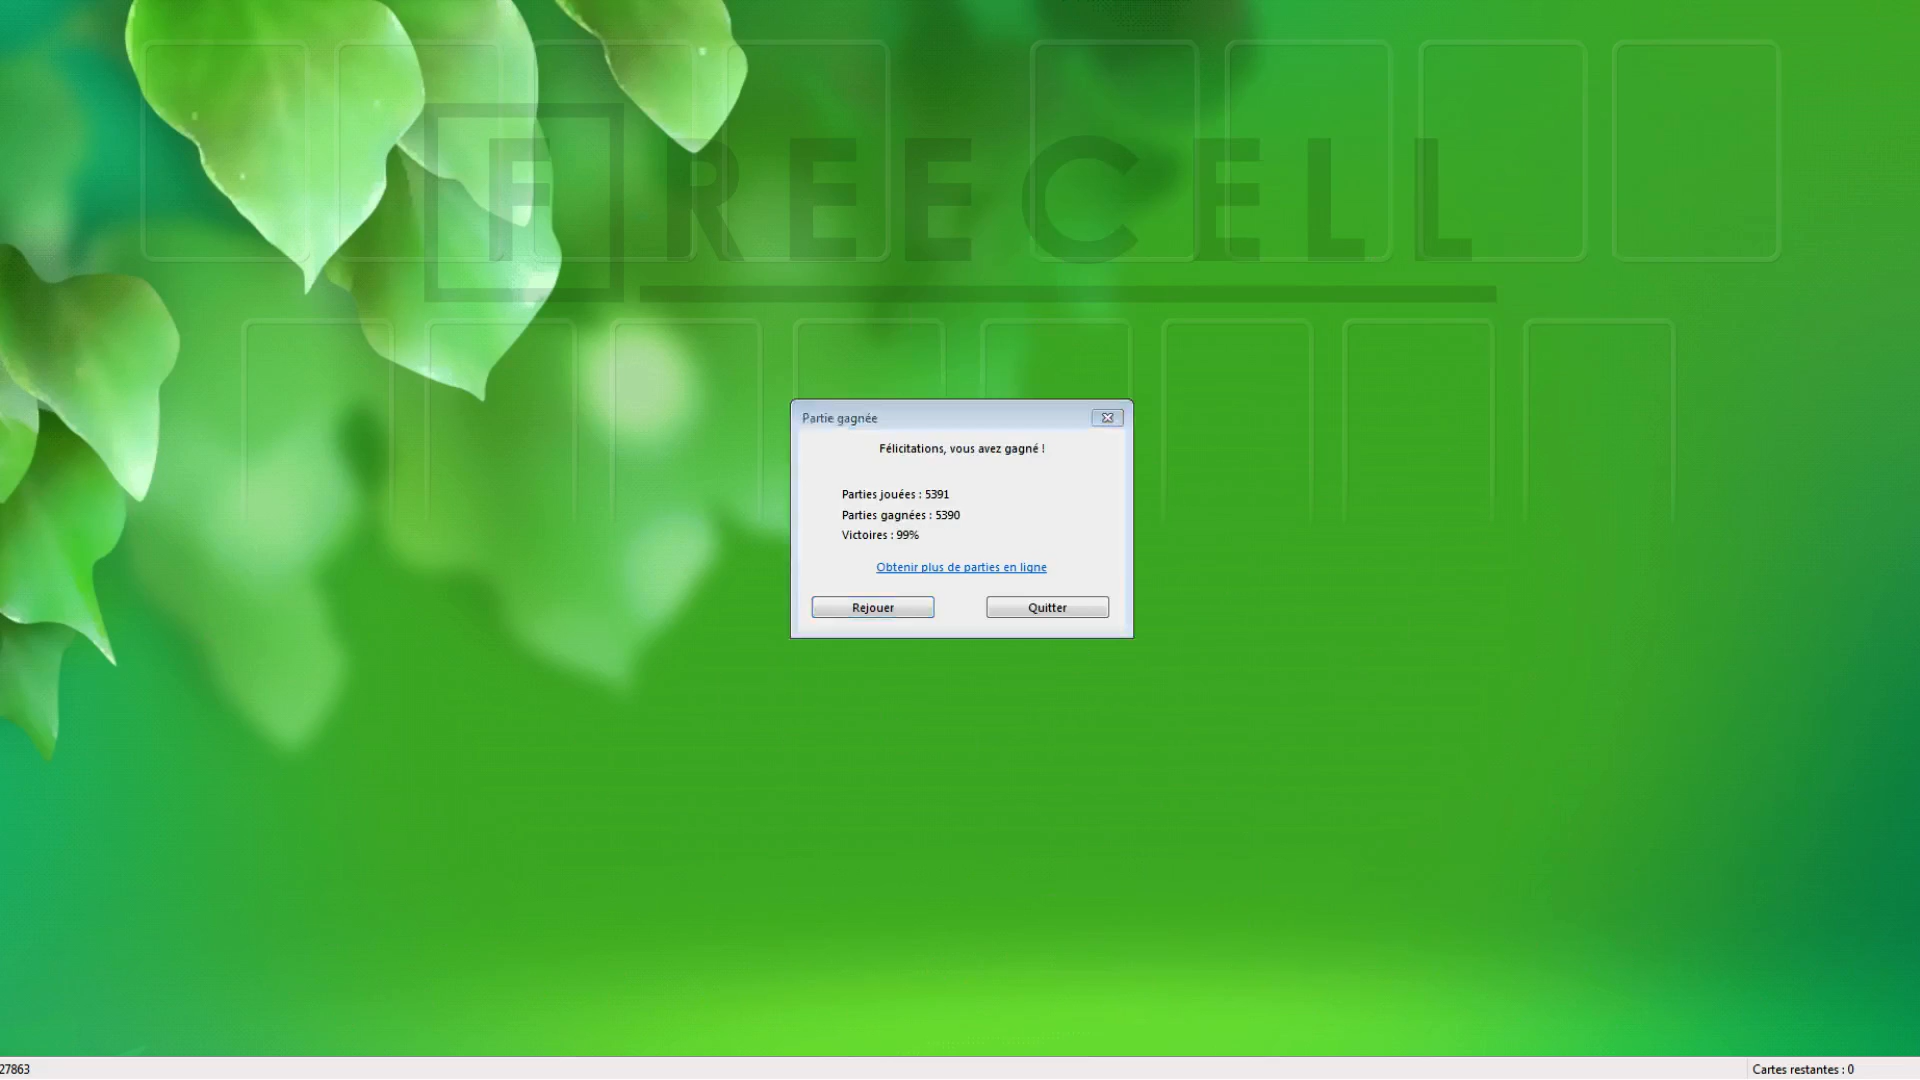 FREECELL
Partie gagnée
Félicitations, vous avez gagné !
Parties jouées : 5391
Parties gagnées : 5390
Victoires : 99%
Obtenir plus de parties en ligne
Rejouer Quitter
27863 Cartes restantes : 0